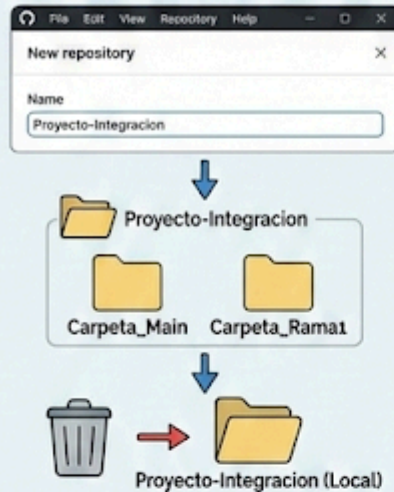 File Edit View Repository Help
New repository
Name
Proyecto-Integracion
Proyecto-Integracion
Carpeta_Main Carpeta_Rama1
Proyecto-Integracion (Local)